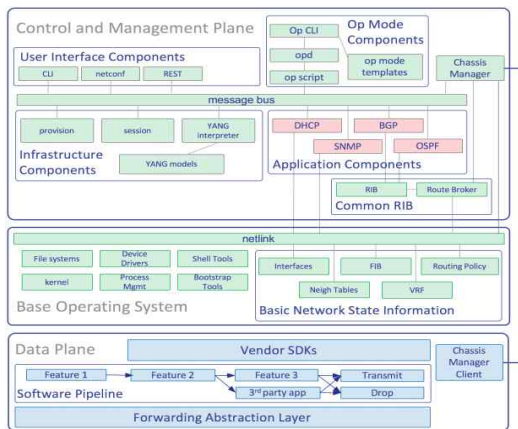 Control and Management Plane
User Interface Components
CLI
netconf
REST
Op CLI
opd
op script
Op Mode
Components
op mode
templates
Chassis
Manager
message bus
provision
session
YANG
interpreter
YANG models
Infrastructure
Components
DHCP
BGP
SNMP
OSPF
Application Components
RIB
Route Broker
Common RIB
netlink
File systems
Device
Drivers
Shell Tools
kernel
Process
Mgmt
Bootstrap
Tools
Base Operating System
Interfaces
FIB
Routing Policy
Neigh Tables
VRF
Basic Network State Information
Data Plane
Vendor SDKs
Chassis
Manager
Client
Feature 1
Feature 2
Feature 3
Transmit
3rd party app
Drop
Software Pipeline
Forwarding Abstraction Layer